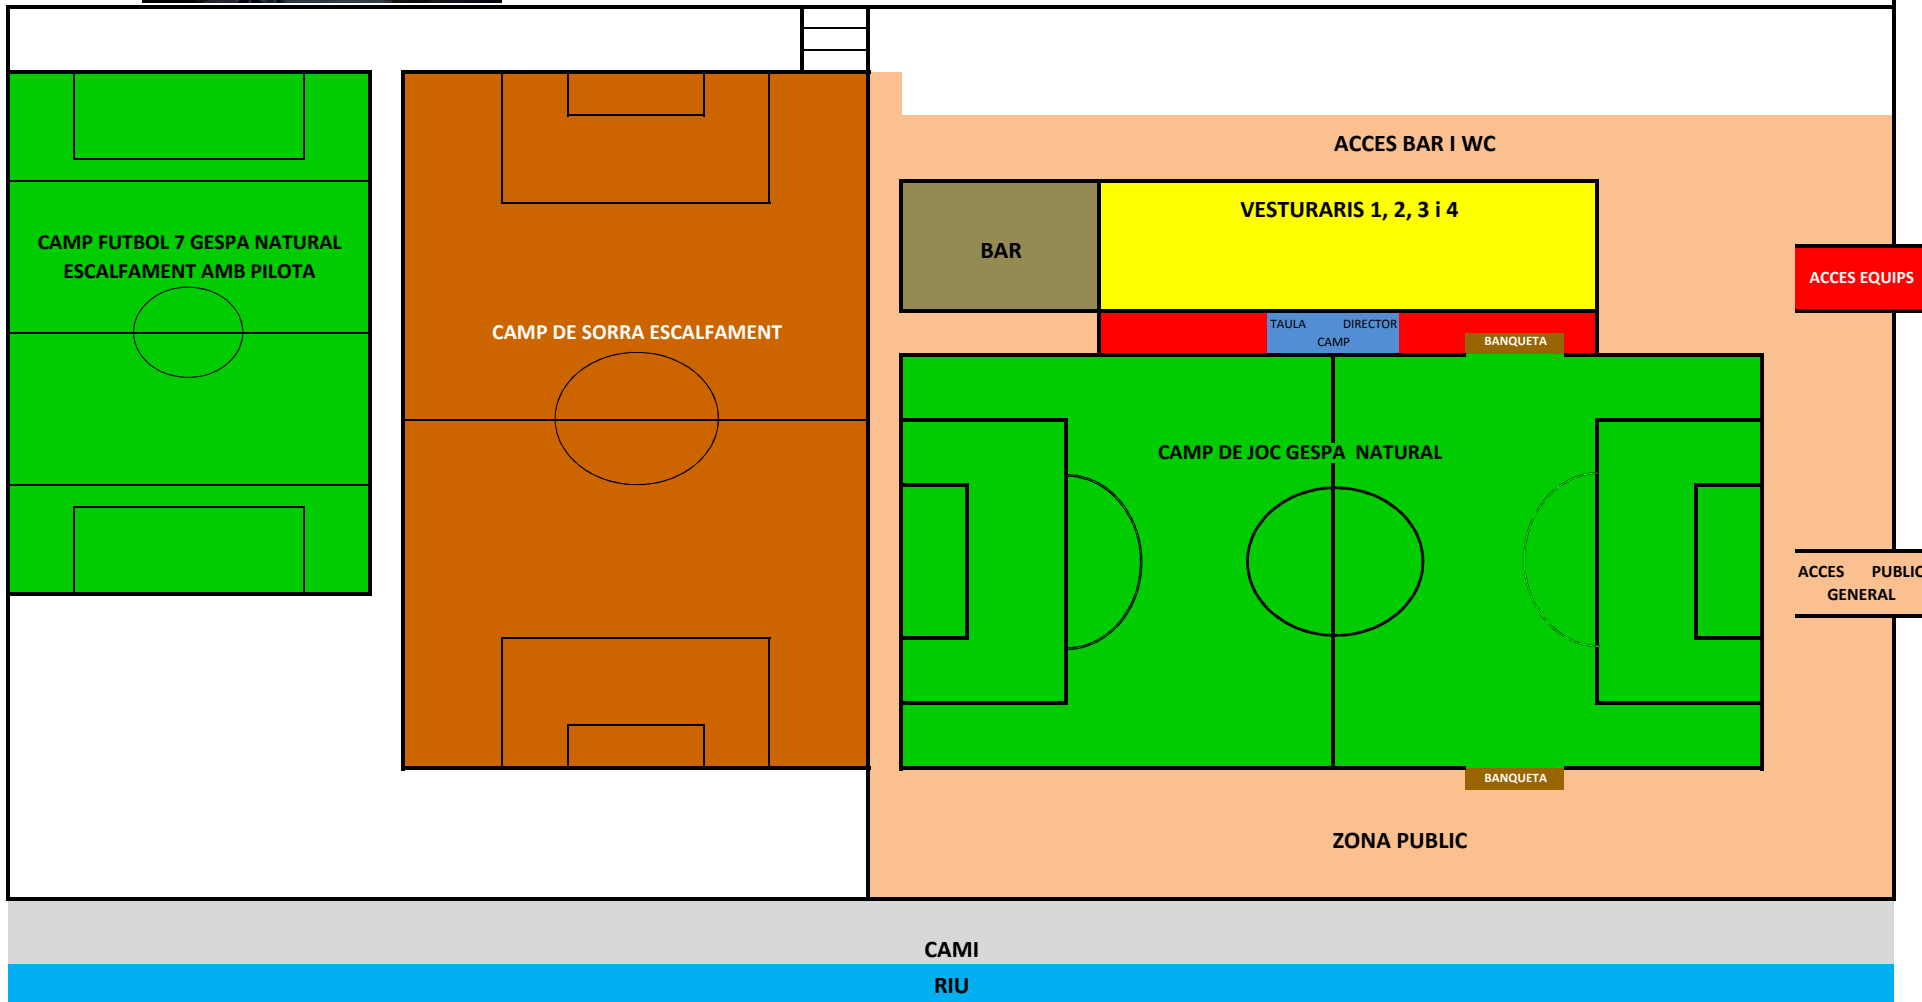 ACCES BAR I WC
VESTURARIS 1, 2, 3 i 4
CAMP FUTBOL 7 GESPA NATURAL
ESCALFAMENT AMB PILOTA
BAR
ACCES EQUIPS
CAMP DE SORRA ESCALFAMENT
TAULA DIRECTOR
CAMP
BANQUETA
CAMP DE JOC GESPA NATURAL
ACCES PUBLIC
GENERAL
BANQUETA
ZONA PUBLIC
CAMI
RIU